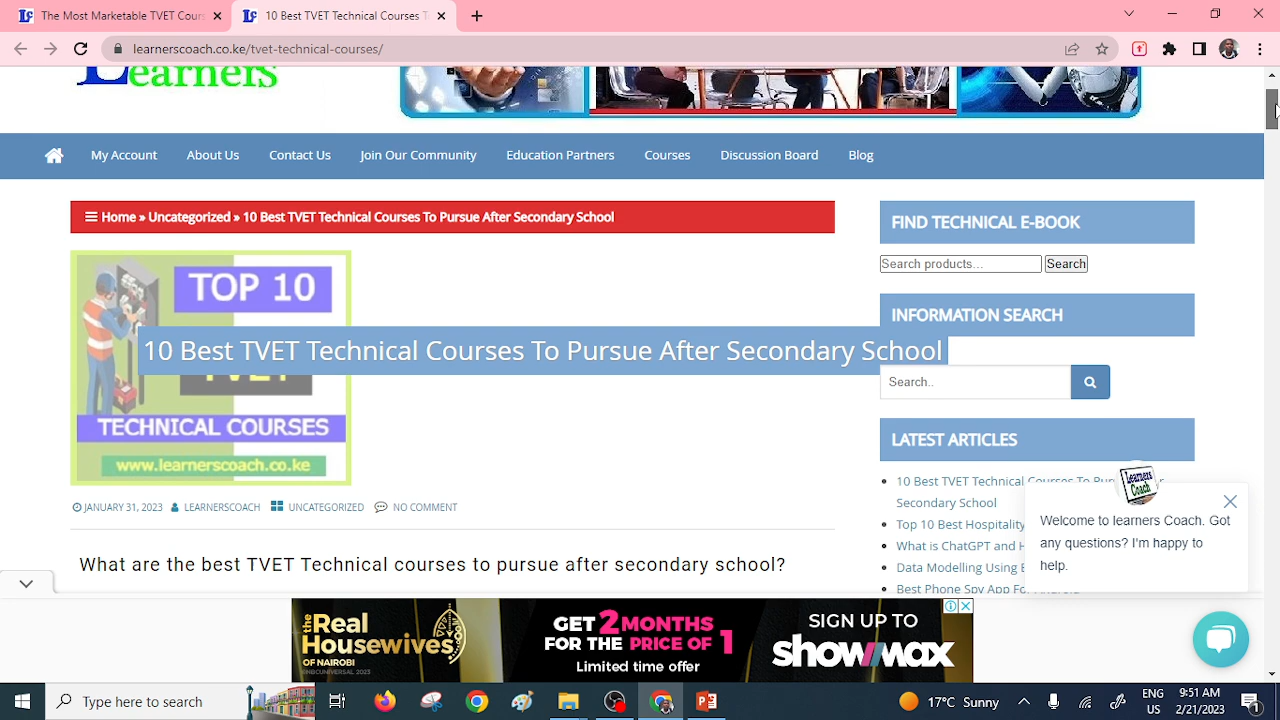 The Makertable TVET Cour
10 Best TVET Technical Courses T
learnerscoach.co.ke/tvet-technical-courses/
Learners
My Account
About Us
Contact Us
Join Our Community
Education Partners
Courses
Discussion Board
Blog
Home » Uncategorized » 10 Best TVET Technical Courses To Pursue After Secondary School
FIND TECHNICAL E-BOOK
Search products…
Search
TOP 10
10 Best TVET Technical Courses To Pursue After Secondary School
TVET
TECHNICAL COURSES
www.learnerscoach.co.ke
INFORMATION SEARCH
Search..
LATEST ARTICLES
10 Best TVET Technical Courses To Pur
Secondary School
Top 10 Best Hospitality
What is ChatGPT and H
Data Modelling Using E
Best Phone Spy App For Android
JANUARY 31, 2023
LEARNERSCOACH
UNCATEGORIZED
NO COMMENT
What are the best TVET Technical courses to pursue after secondary school?
Learners
Coach
Welcome to learners Coach. Got
any questions? I'm happy to
help.
the Real
Housewives
OF NAIROBI
©NBCUNIVERSAL 2023
GET 2 MONTHS
FOR THE PRICE OF 1
Limited time offer
SIGN UP TO
showmax
Type here to search
17°C Sunny
ENG
US
9:51 AM
2/21/2023
1